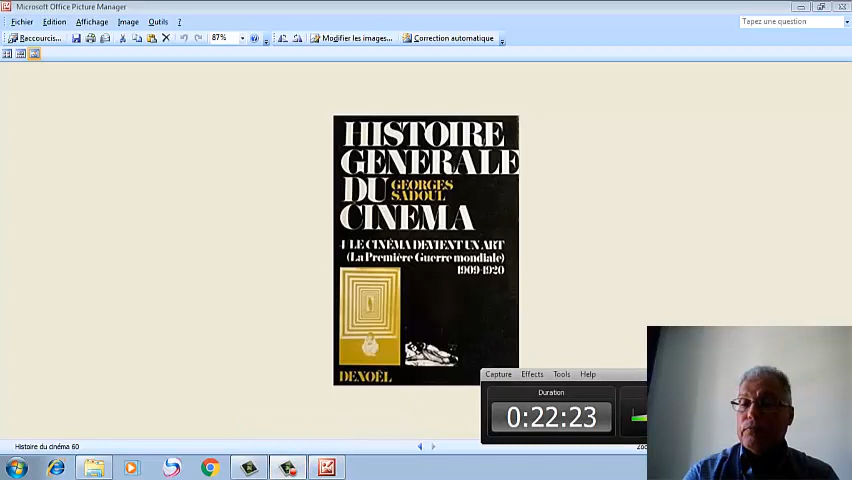 Microsoft Office Picture Manager
Fichier Edition Affichage Image Outils ?
Tapez une question
Raccourcis... 87% Modifier les images... Correction automatique
HISTOIRE
GENERALE
DU GEORGES
SADOUL
CINEMA
4 LE CINÉMA DEVIENT UN ART
(La Première Guerre mondiale)
1909-1920
DENOËL
Capture Effects Tools Help
Duration
0:22:23
Histoire du cinéma 60